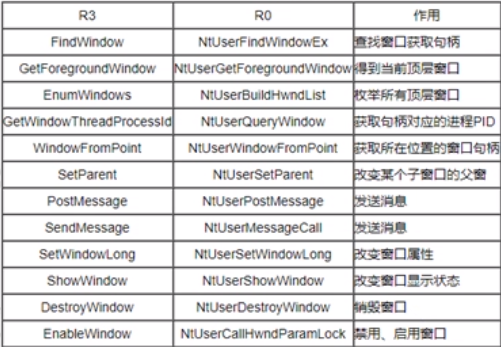 R3 R0 作用
FindWindow NtUserFindWindowEx 查找窗口获取句柄
GetForegroundWindow NtUserGetForegroundWindow 得到当前顶层窗口
EnumWindows NtUserBuildHwndList 枚举所有顶层窗口
GetWindowThreadProcessId NtUserQueryWindow 获取句柄对应的进程PID
WindowFromPoint NtUserWindowFromPoint 获取所在位置的窗口句柄
SetParent NtUserSetParent 改变某个子窗口的父窗
PostMessage NtUserPostMessage 发送消息
SendMessage NtUserMessageCall 发送消息
SetWindowLong NtUserSetWindowLong 改变窗口属性
ShowWindow NtUserShowWindow 改变窗口显示状态
DestroyWindow NtUserDestroyWindow 销毁窗口
EnableWindow NtUserCallHwndParamLock 禁用、启用窗口